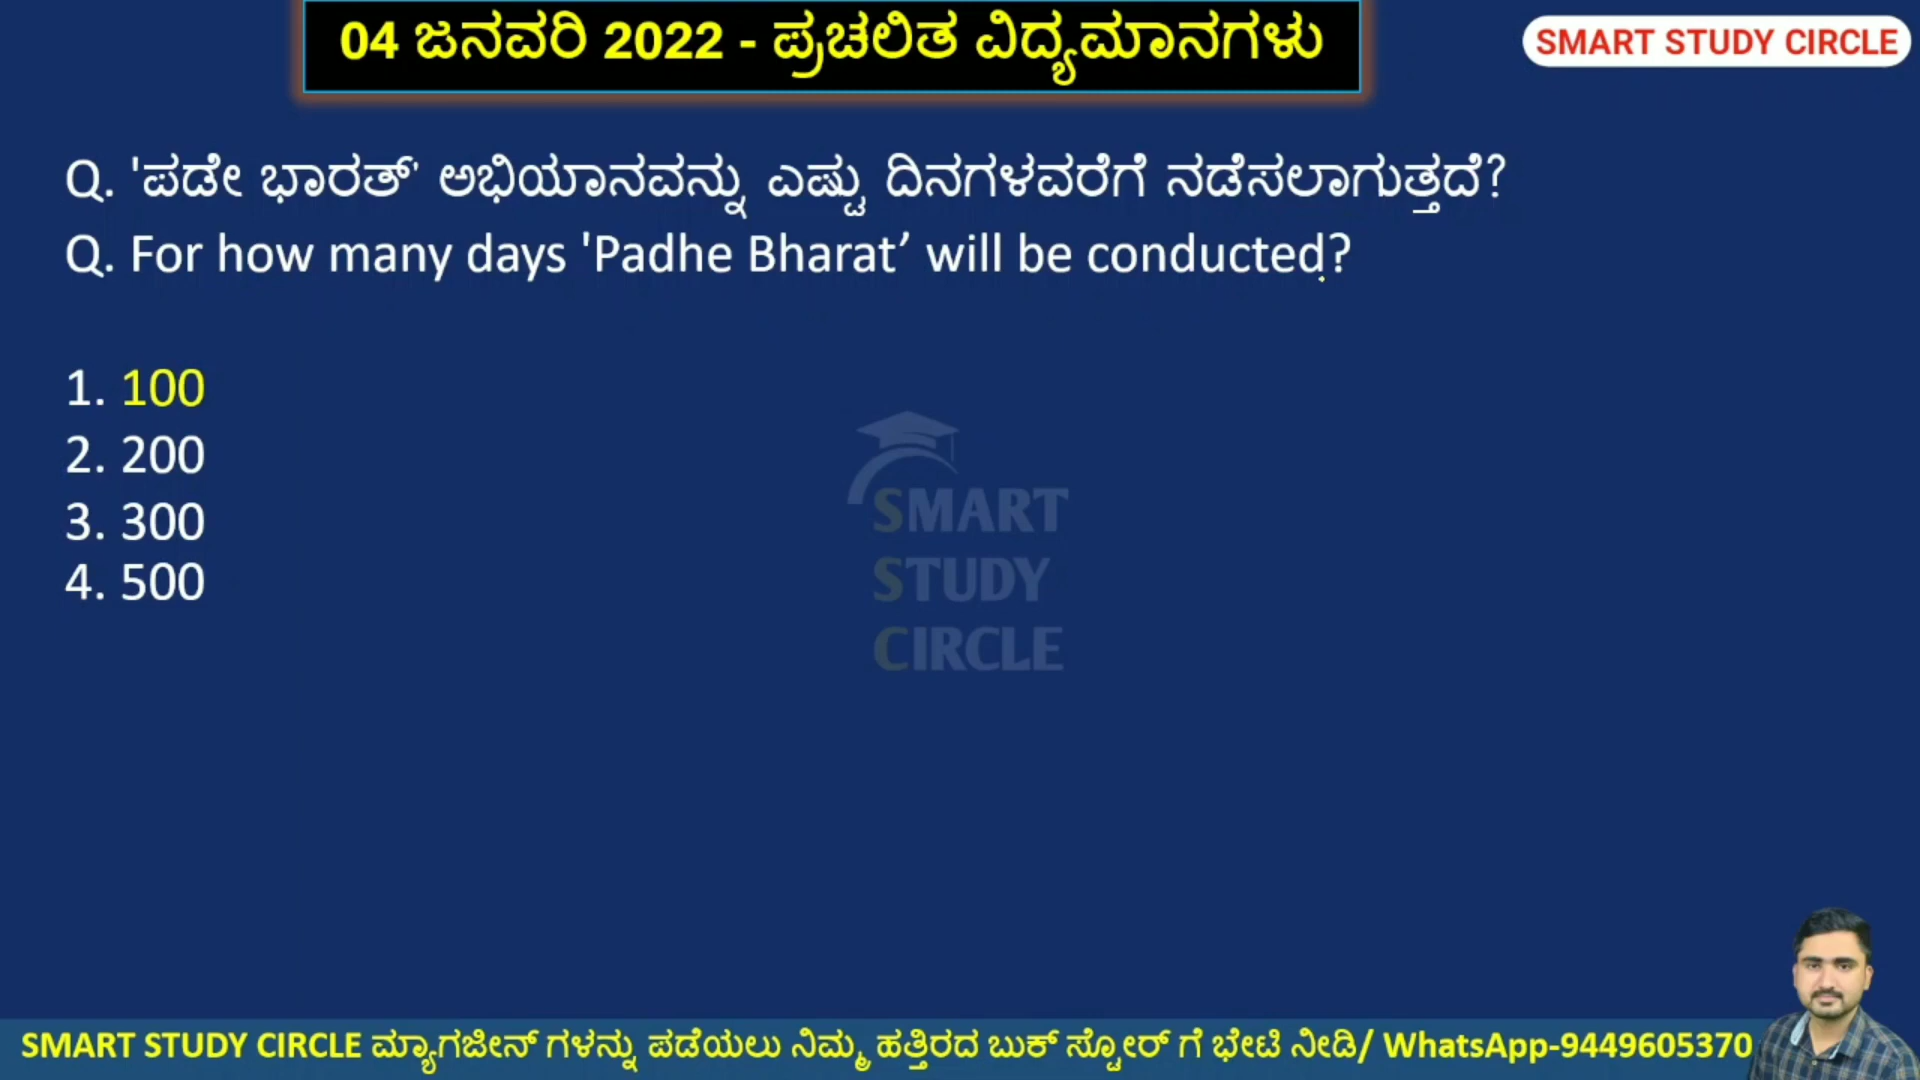 04 ಜನವರಿ 2022 - ಪ್ರಚಲಿತ ವಿದ್ಯಮಾನಗಳು
SMART STUDY CIRCLE
Q. 'ಪಡೇ ಭಾರತ್' ಅಭಿಯಾನವನ್ನು ಎಷ್ಟು ದಿನಗಳವರೆಗೆ ನಡೆಸಲಾಗುತ್ತದೆ?
Q. For how many days 'Padhe Bharat’ will be conducted?
1. 100
2. 200
3. 300
4. 500
SMART
STUDY
CIRCLE
SMART STUDY CIRCLE ಮ್ಯಾಗಜೀನ್ ಗಳನ್ನು ಪಡೆಯಲು ನಿಮ್ಮ ಹತ್ತಿರದ ಬುಕ್ ಸ್ಟೋರ್ ಗೆ ಭೇಟಿ ನೀಡಿ/ WhatsApp-9449605370